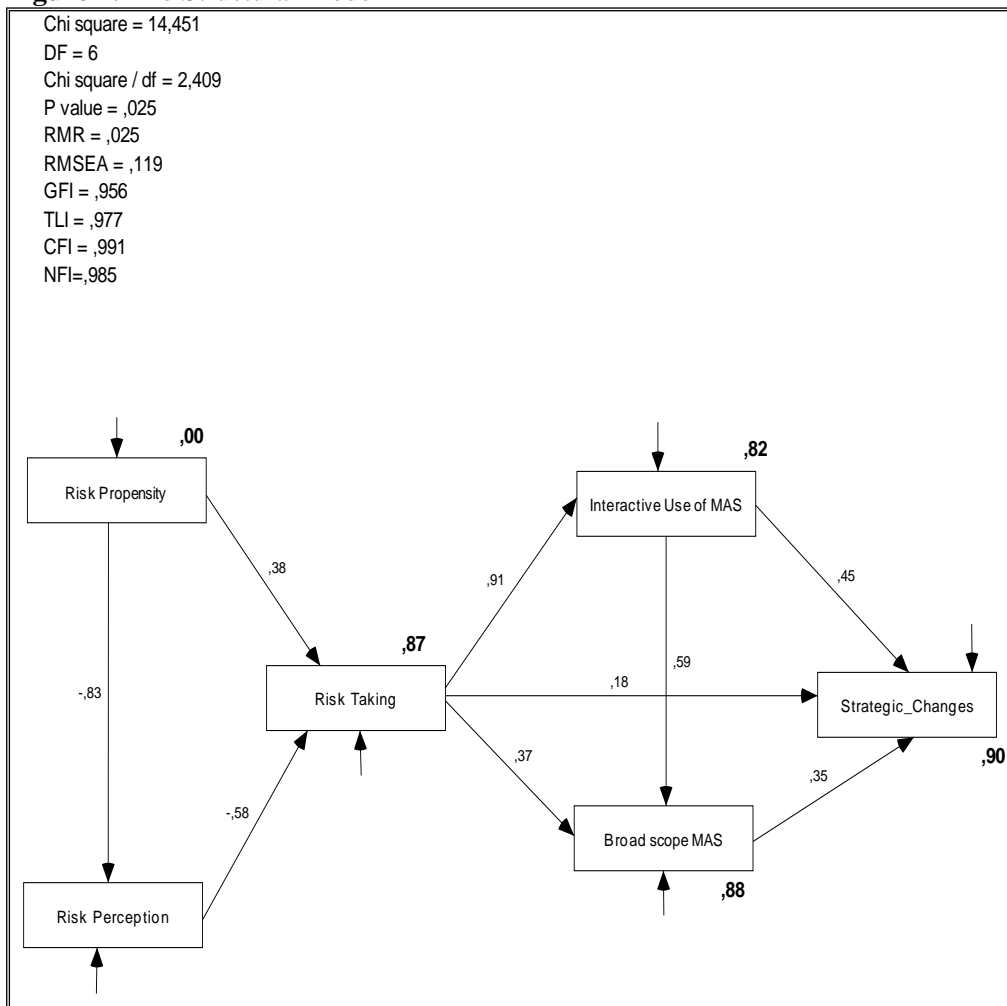 Chi square = 14,451
DF = 6
Chi square / df = 2,409
P value = ,025
RMR = ,025
RMSEA = ,119
GFI = ,956
TLI = ,977
CFI = ,991
NFI=,985
,00
Risk Propensity
,82
Interactive Use of MAS
,38
,91
,45
,87
Risk Taking
-,83
,59
,18
Strategic_Changes
,90
,37
,35
-,58
Broad scope MAS
,88
Risk Perception